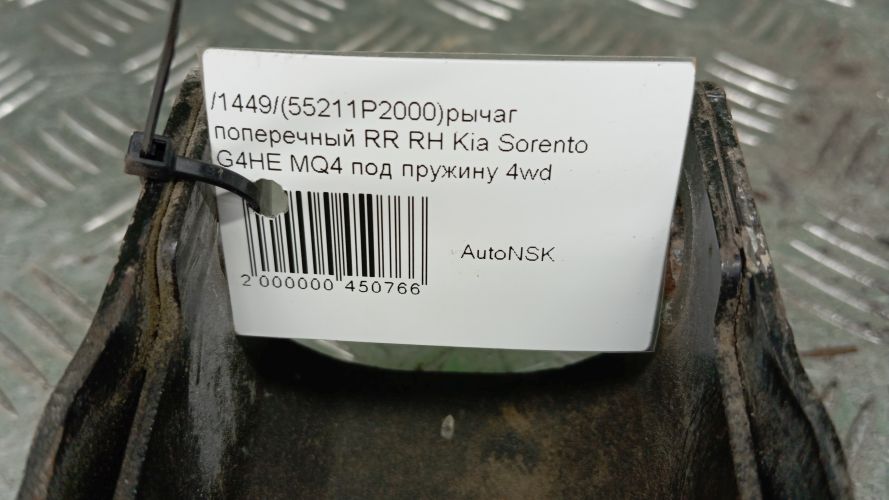 /1449/(55211P2000)рычаг
поперечный RR RH Kia Sorento
G4HE MQ4 под пружину 4wd
AutoNSK
2 000000 450766